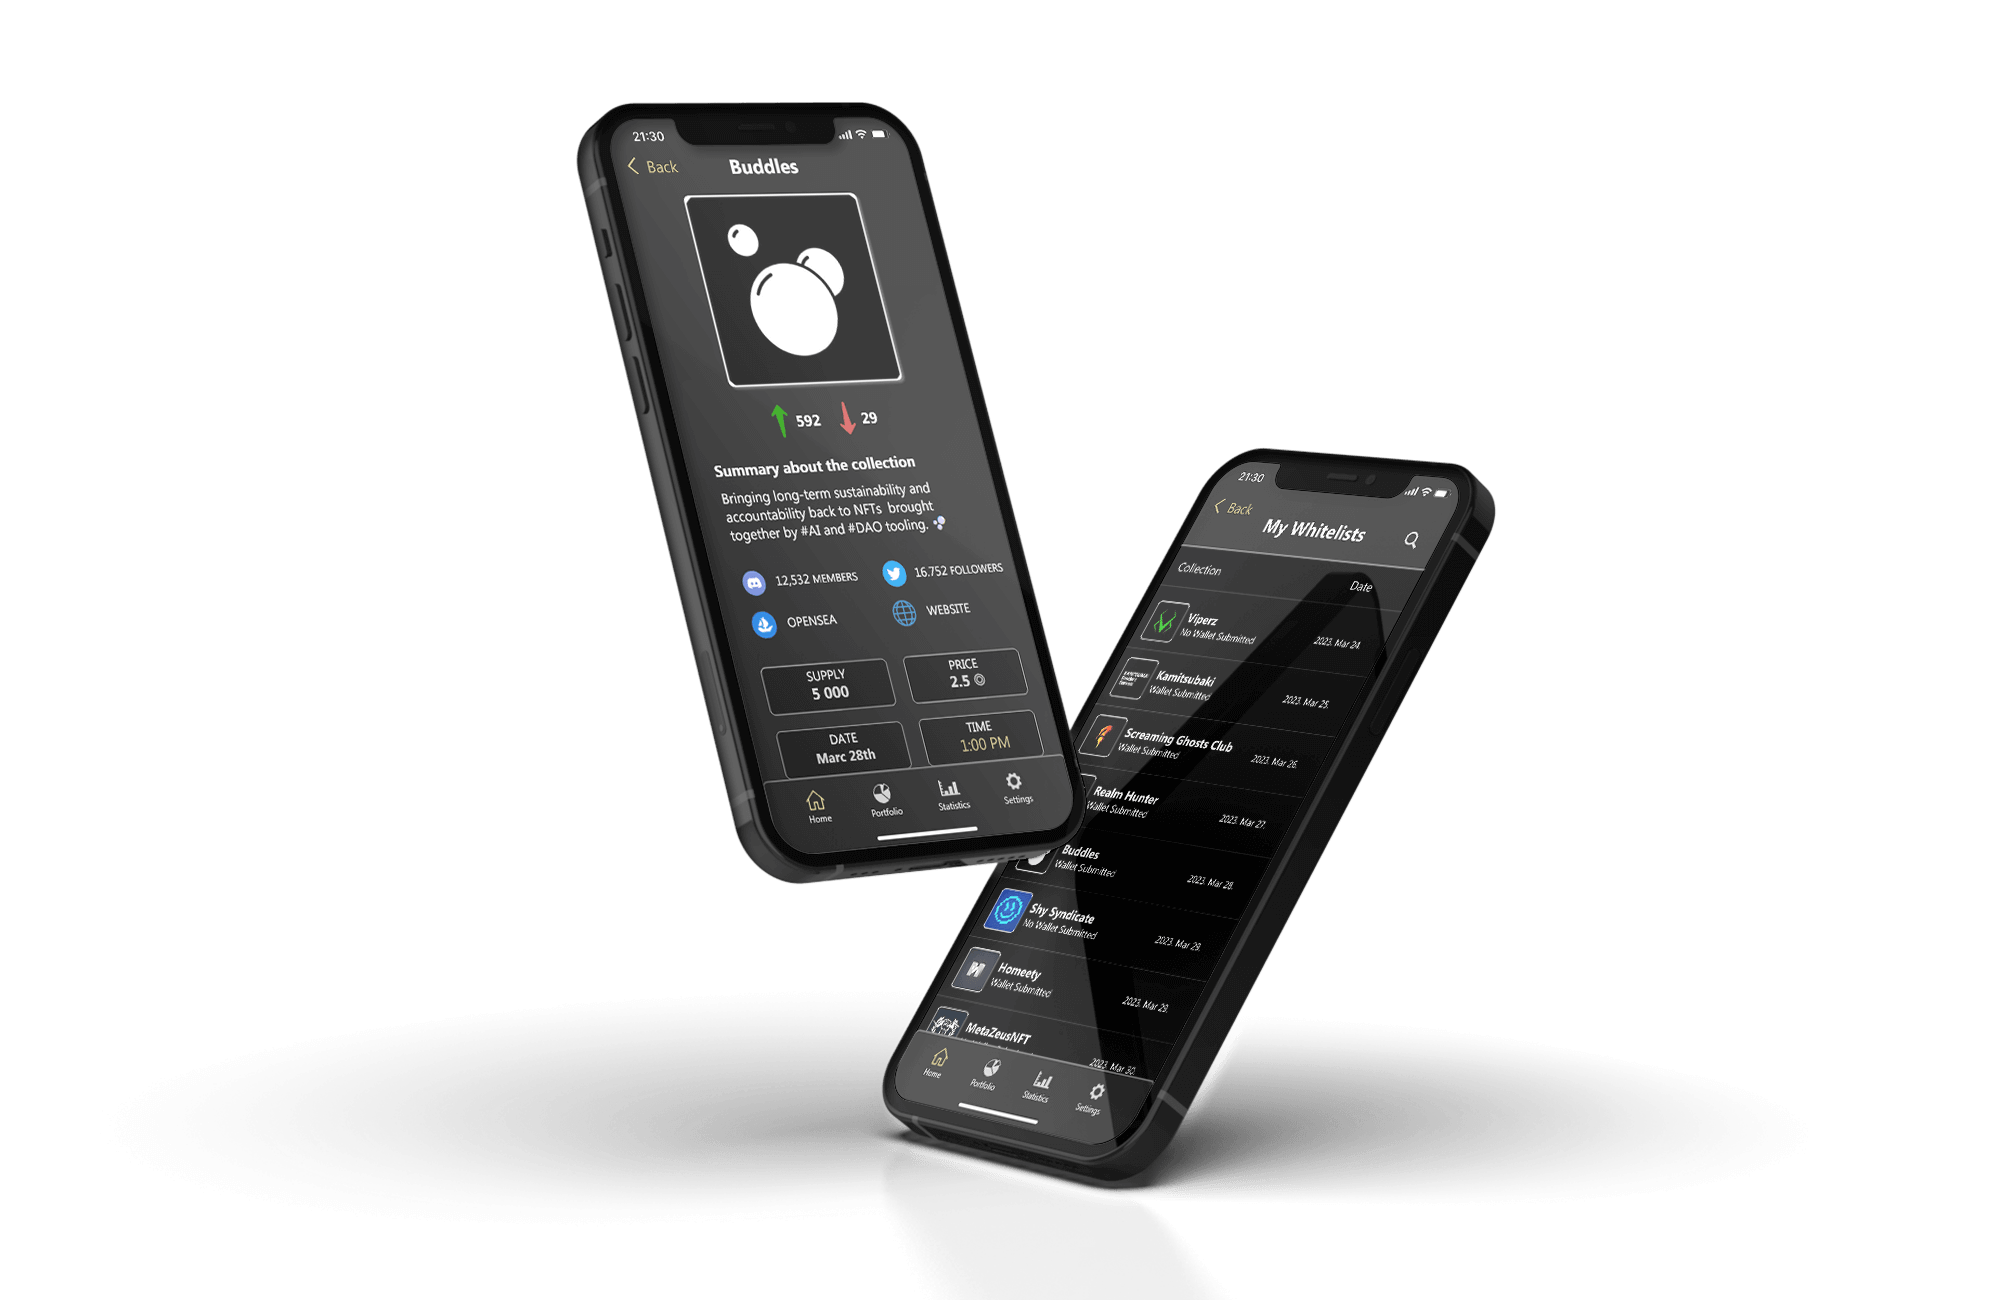 21:30
Back
Buddles
592
29
Summary about the collection
Bringing long-term sustainability and
accountability back to NFTs brought
together by #AI and #DAO tooling.
12,532 MEMBERS
16.752 FOLLOWERS
OPENSEA
WEBSITE
SUPPLY
5 000
PRICE
2.5
DATE
Marc 28th
TIME
1:00 PM
Home
Portfolio
Statistics
Settings
21:30
Back
My Whitelists
Collection
Date
Viperz
No Wallet Submitted
2023. Mar 24.
Kamitsubaki
Wallet Submitted
2023. Mar 25.
Screaming Ghosts Club
Wallet Submitted
2023. Mar 26.
Realm Hunter
Wallet Submitted
2023. Mar 27.
Buddles
Wallet Submitted
2023. Mar 28.
Shy Syndicate
No Wallet Submitted
2023. Mar 29.
Homeety
Wallet Submitted
2023. Mar 29.
MetaZeusNFT
2023. Mar 30.
Home
Portfolio
Statistics
Settings